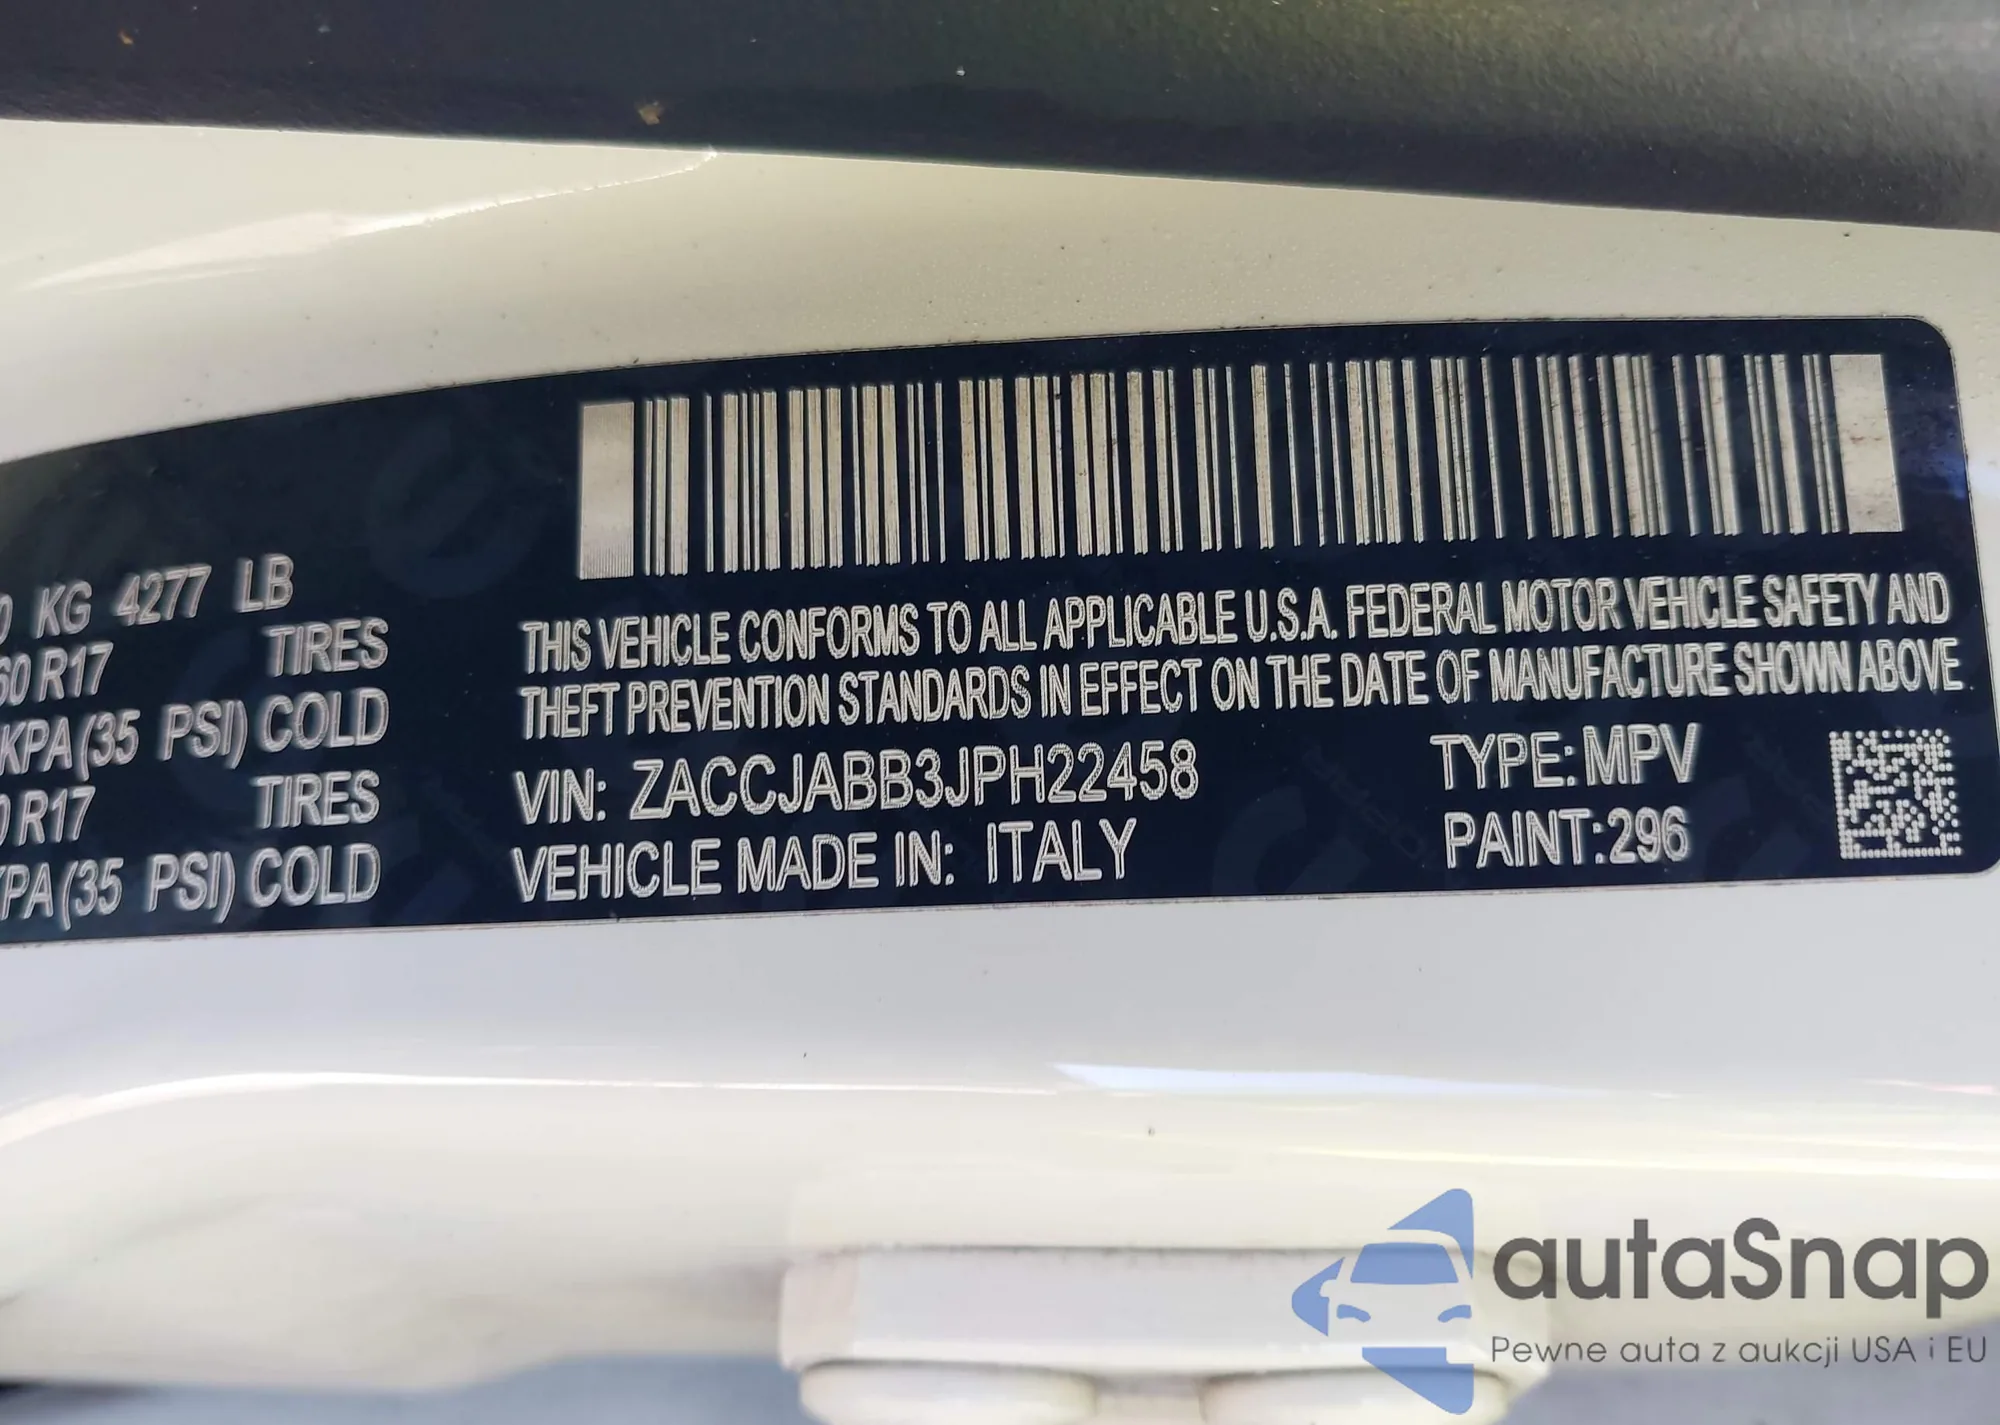 KG 4277 LB
60 R17 TIRES
KPA (35 PSI) COLD
R17 TIRES
KPA (35 PSI) COLD
THIS VEHICLE CONFORMS TO ALL APPLICABLE U.S.A. FEDERAL MOTOR VEHICLE SAFETY AND
THEFT PREVENTION STANDARDS IN EFFECT ON THE DATE OF MANUFACTURE SHOWN ABOVE
VIN: ZACCJABB3JPH22458 TYPE: MPV
VEHICLE MADE IN: ITALY PAINT: 296
autaSnap
Pewne auta z aukcji USA i EU